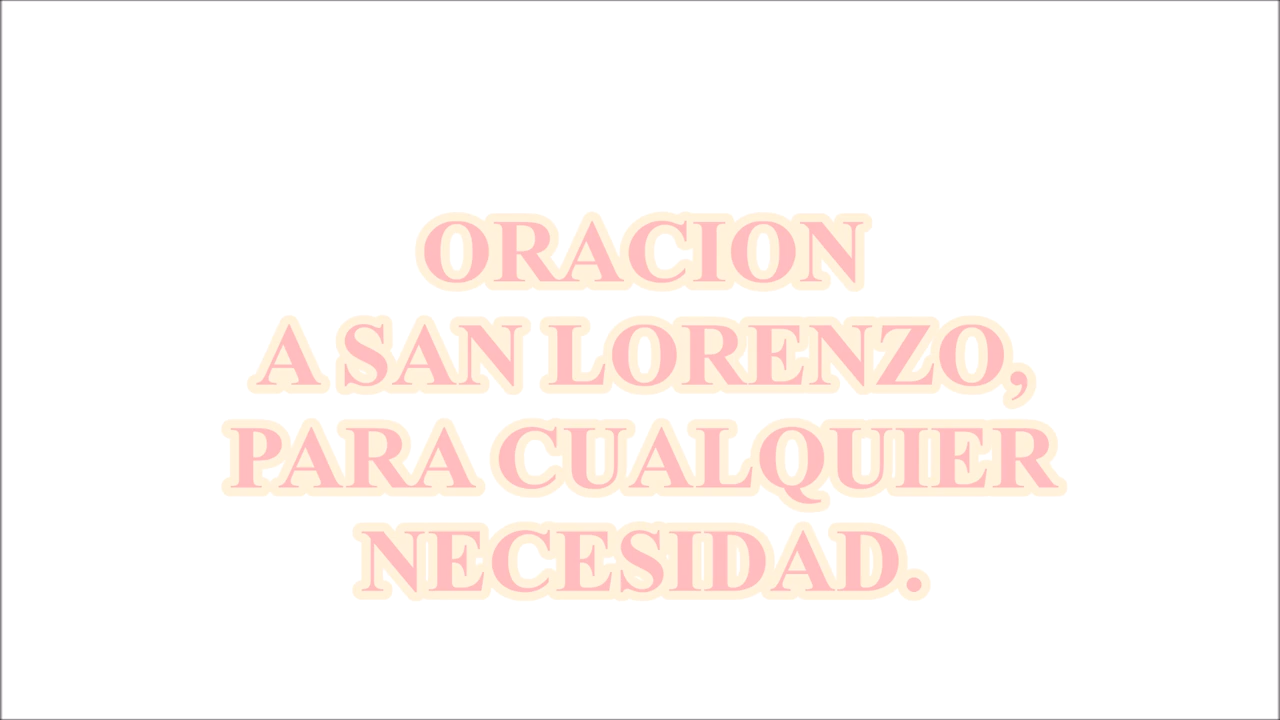 ORACION
A SAN LORENZO,
PARA CUALQUIER
NECESIDAD.